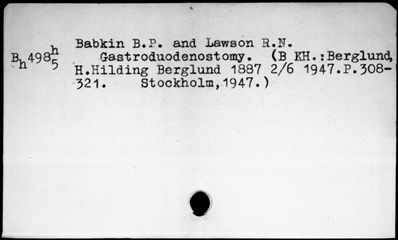 Babkin B.P. and Lawson R.N.
Bh498h5 Gastroduodenostomy. (B KH.:Berglund,
H.Hilding Berglund 1887 2/6 1947.P.308-
321. Stockholm,1947.)